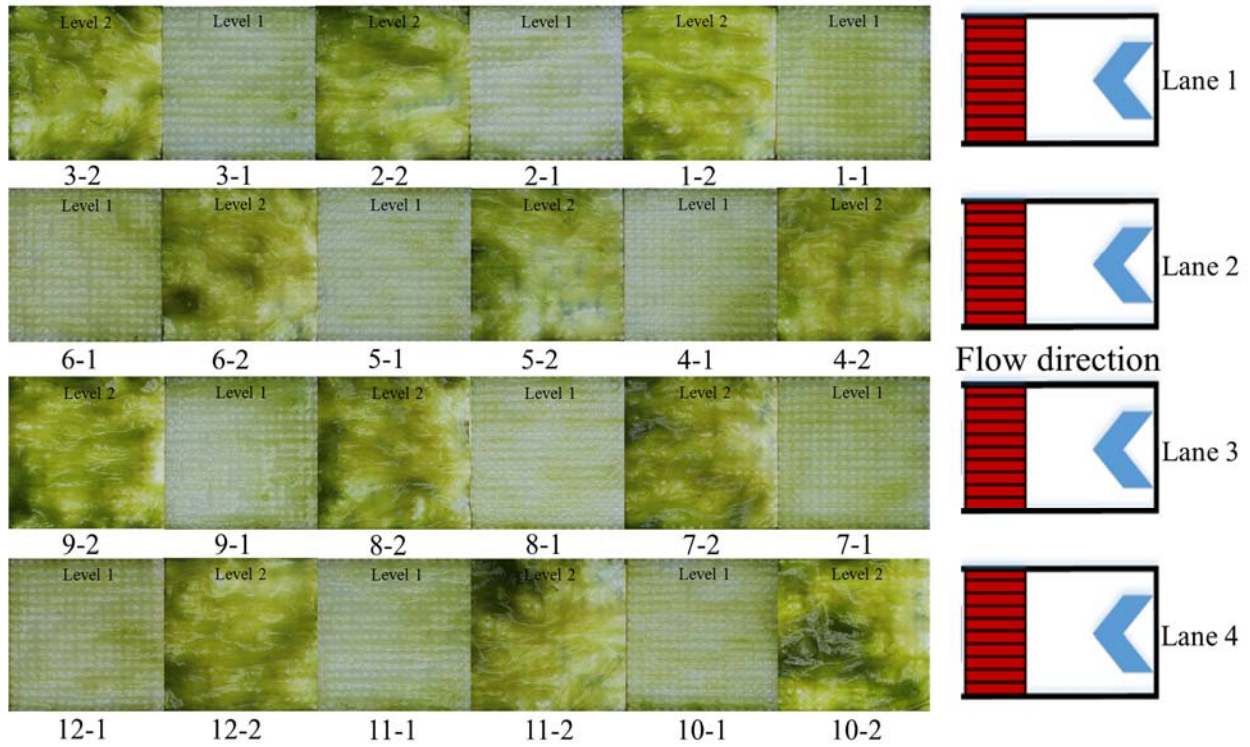 Level 2 Level 1 Level 2 Level 1 Level 2 Level 1
Lane 1
3-2 3-1 2-2 2-1 1-2 1-1
Level 1 Level 2 Level 1 Level 2 Level 1 Level 2
Lane 2
6-1 6-2 5-1 5-2 4-1 4-2
Flow direction
Level 2 Level 1 Level 2 Level 1 Level 2 Level 1
Lane 3
9-2 9-1 8-2 8-1 7-2 7-1
Level 1 Level 2 Level 1 Level 2 Level 1 Level 2
Lane 4
12-1 12-2 11-1 11-2 10-1 10-2